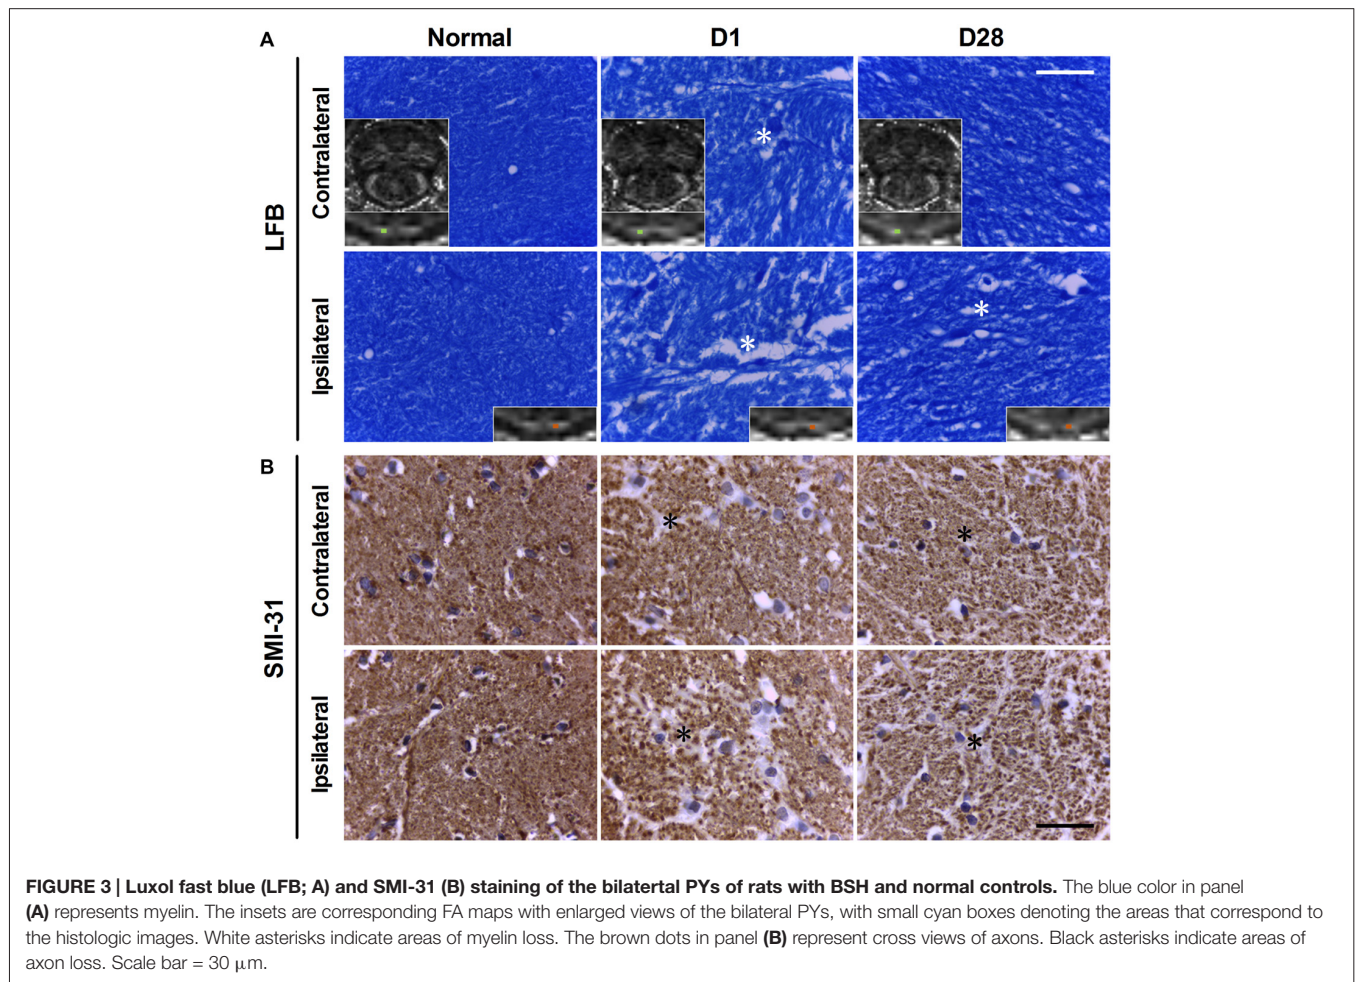 A
Normal
D1
D28
LFB
Contralateral
*
Ipsilateral
*
*
B
SMI-31
Contralateral
*
*
Ipsilateral
*
*
FIGURE 3 | Luxol fast blue (LFB; A) and SMI-31 (B) staining of the bilatertal PYs of rats with BSH and normal controls. The blue color in panel
(A) represents myelin. The insets are corresponding FA maps with enlarged views of the bilateral PYs, with small cyan boxes denoting the areas that correspond to
the histologic images. White asterisks indicate areas of myelin loss. The brown dots in panel (B) represent cross views of axons. Black asterisks indicate areas of
axon loss. Scale bar = 30 μm.